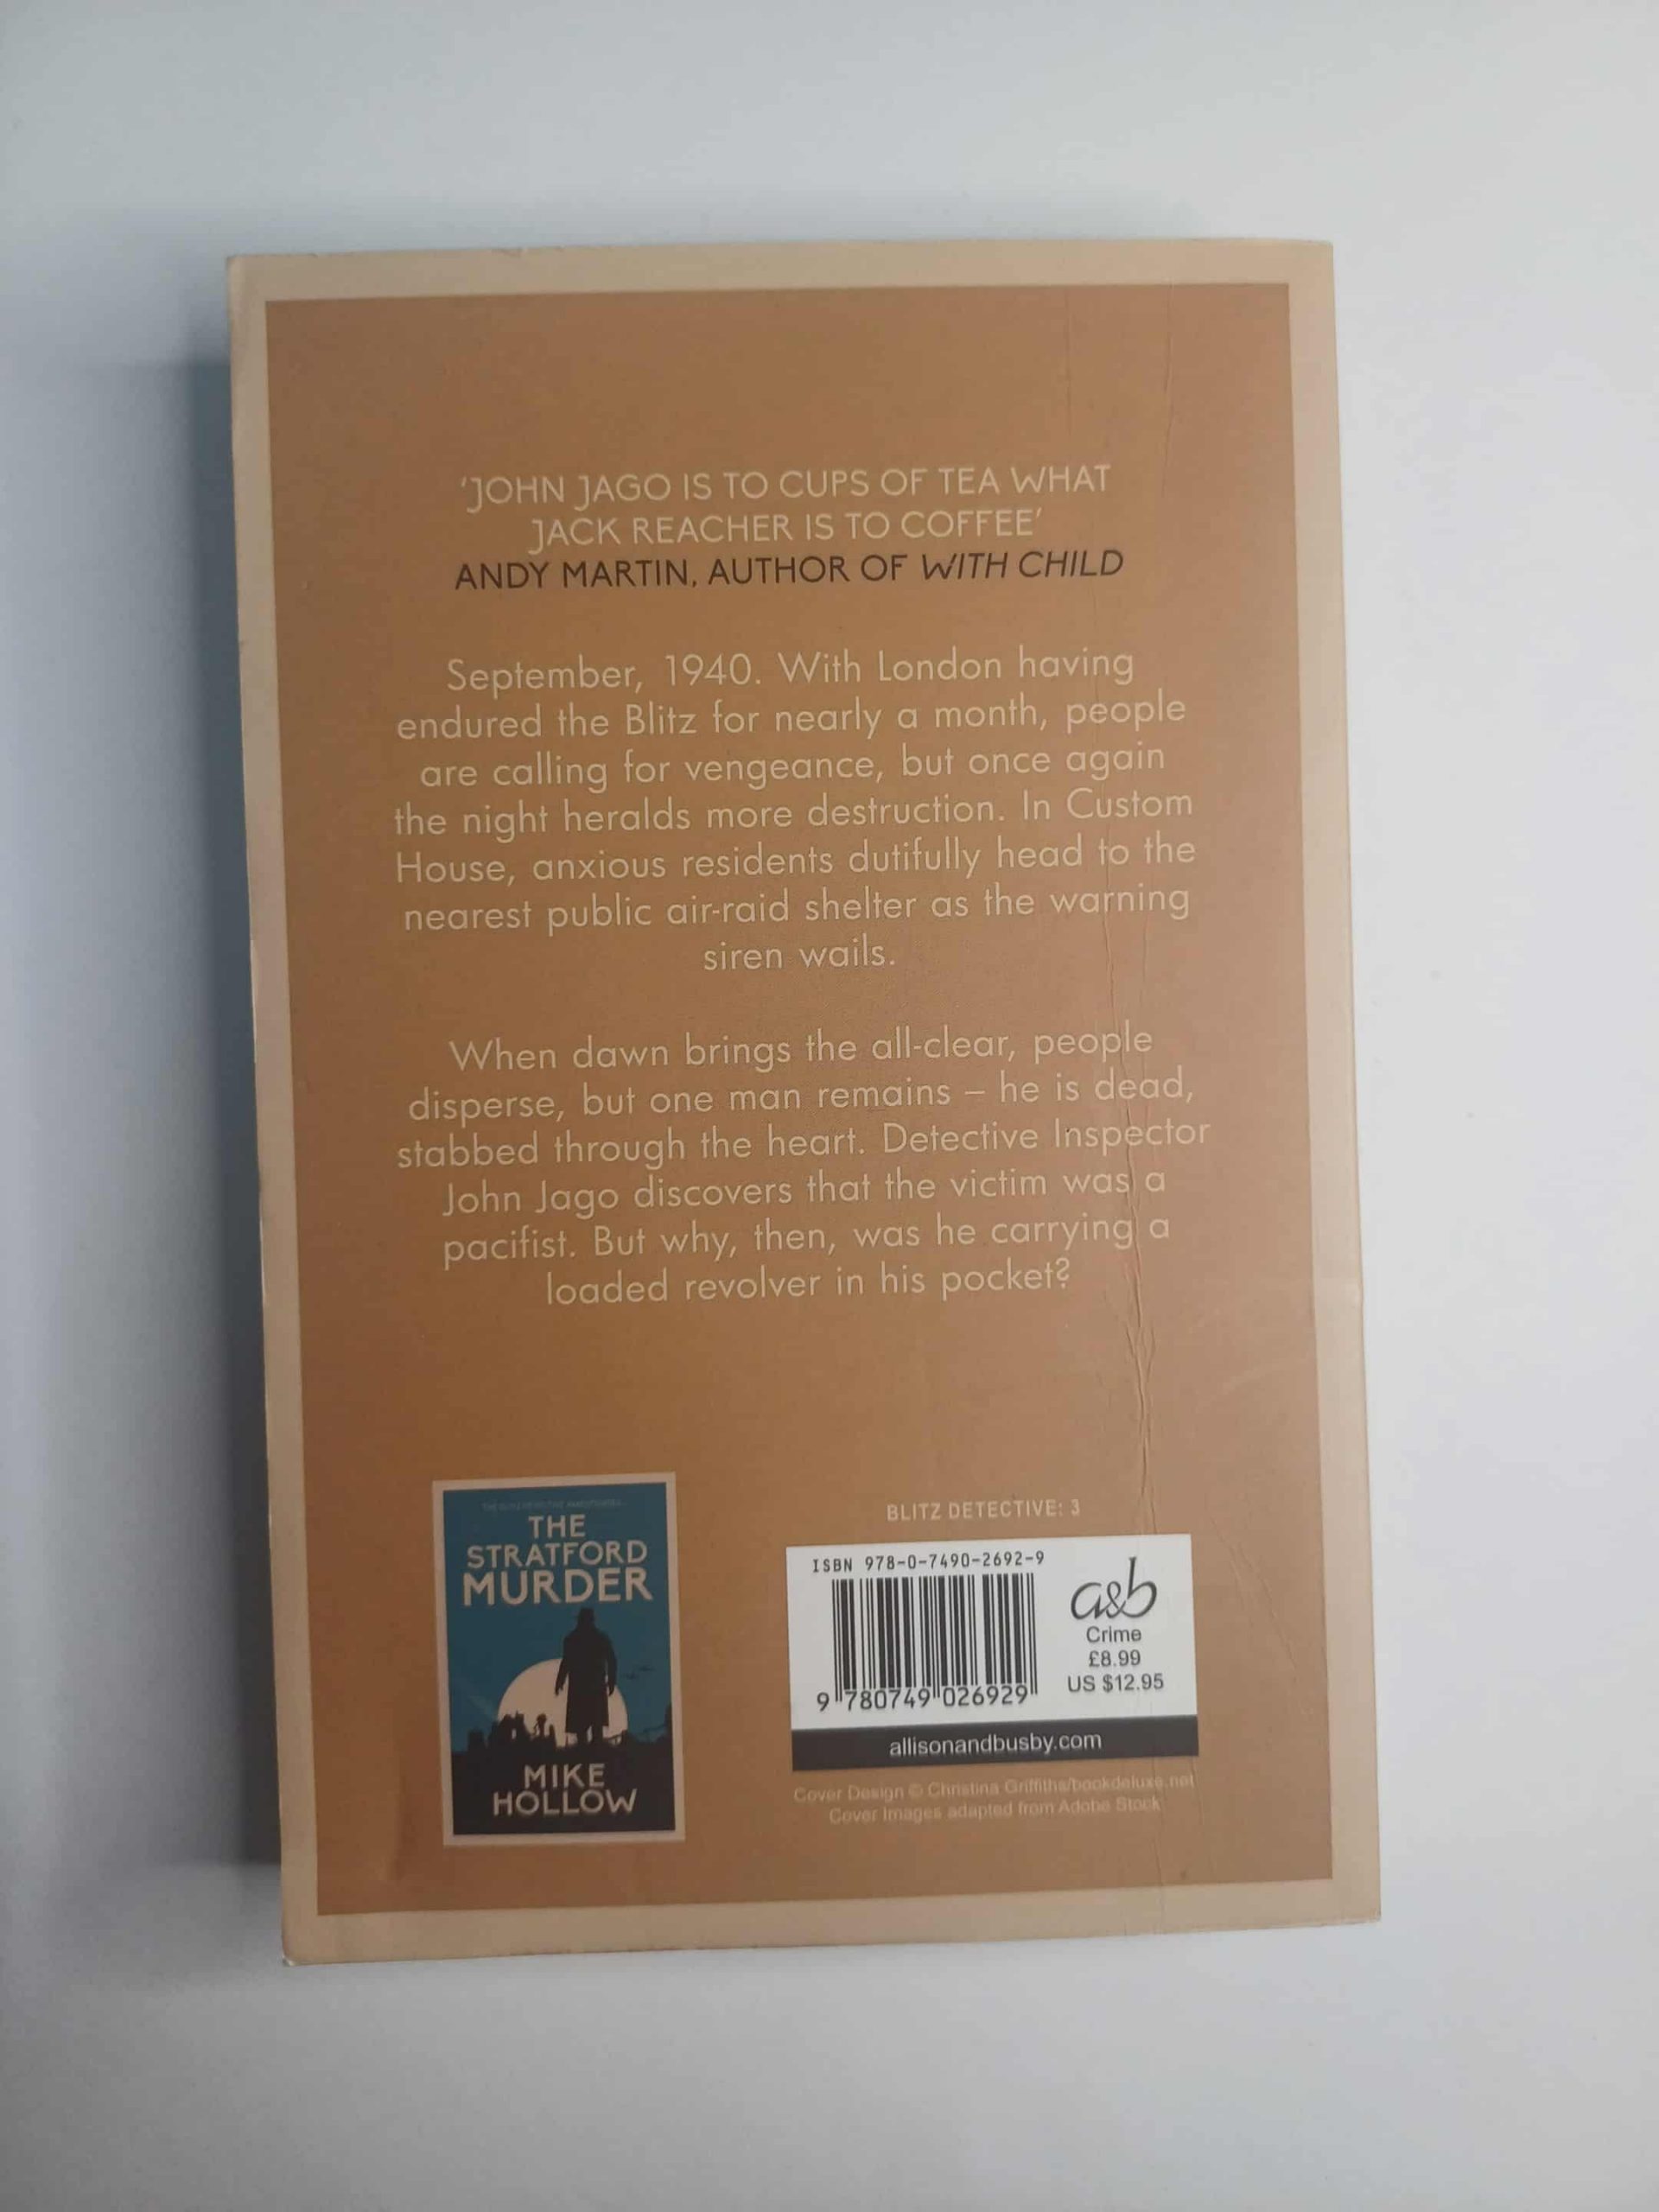 ‘JOHN JAGO IS TO CUPS OF TEA WHAT
JACK REACHER IS TO COFFEE’
ANDY MARTIN, AUTHOR OF WITH CHILD
September, 1940. With London having
endured the Blitz for nearly a month, people
are calling for vengeance, but once again
the night heralds more destruction. In Custom
House, anxious residents dutifully head to the
nearest public air-raid shelter as the warning
siren wails.
When dawn brings the all-clear, people
disperse, but one man remains – he is dead,
stabbed through the heart. Detective Inspector
John Jago discovers that the victim was a
pacifist. But why, then, was he carrying a
loaded revolver in his pocket?
THE
STRATFORD
MURDER
MIKE
HOLLOW
BLITZ DETECTIVE: 3
ISBN 978-0-7490-2692-9
9 780749 026929
a&b
Crime
£8.99
US $12.95
allisonandbusby.com
Cover Design © Christina Griffiths/bookdeluxe.net
Cover Images adapted from Adobe Stock